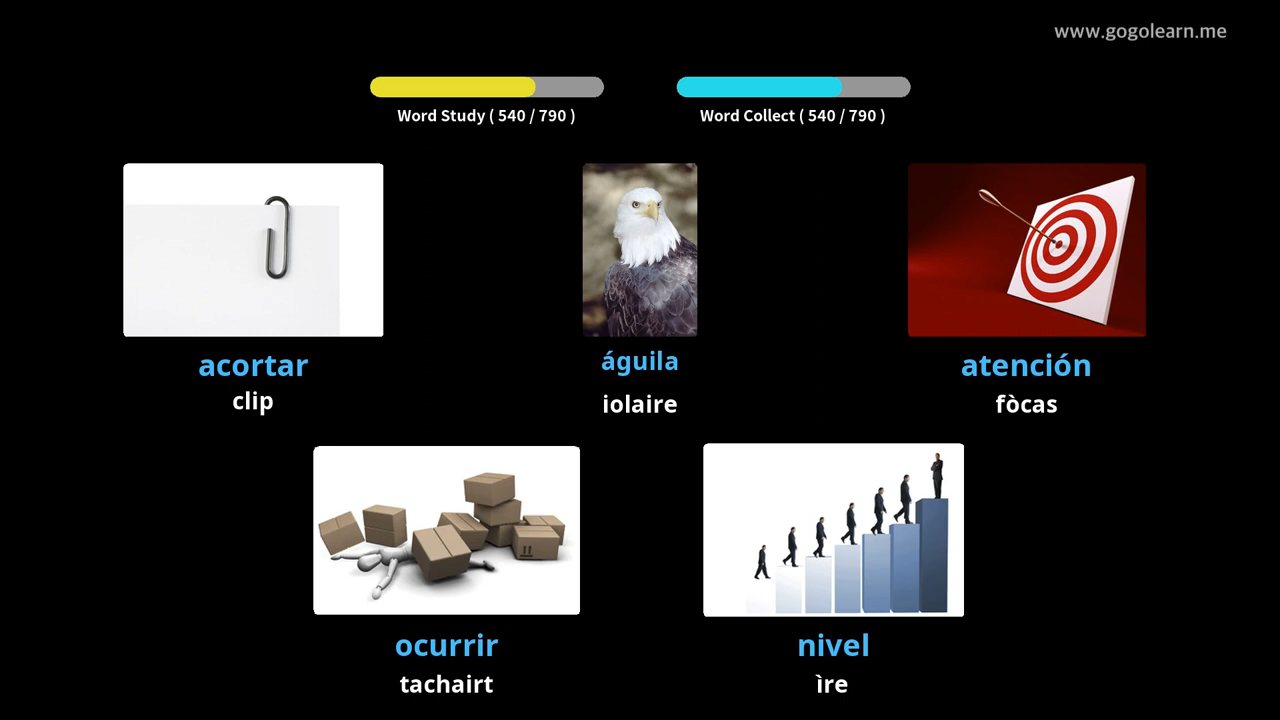 www.gogolearn.me
Word Study ( 540 / 790 )
Word Collect ( 540 / 790 )
acortar
clip
águila
iolaire
atención
fòcas
ocurrir
tachairt
nivel
ìre